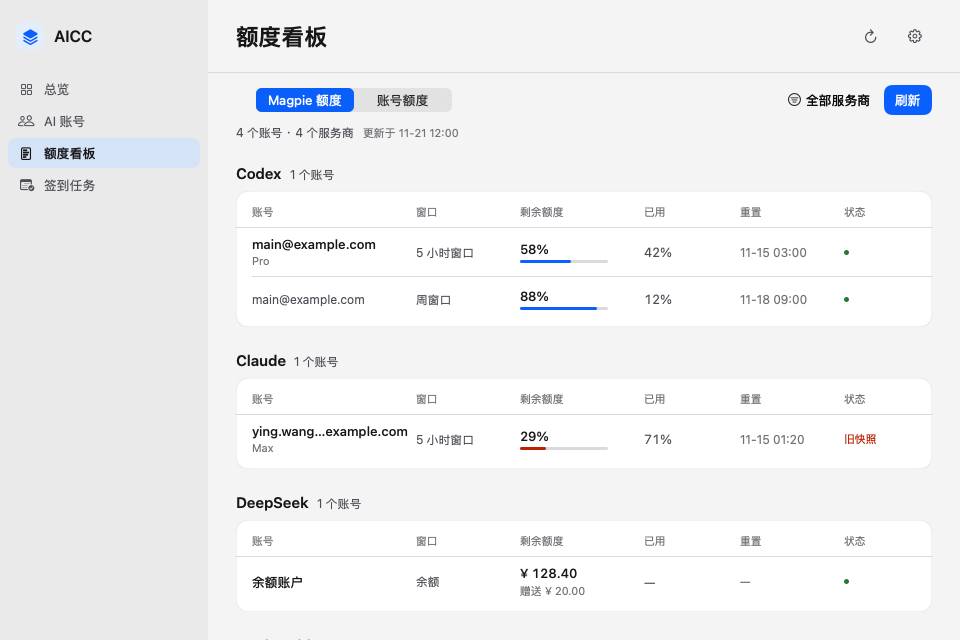 AICC
总览
AI 账号
额度看板
签到任务
额度看板
Magpie 额度 账号额度 全部服务商 刷新
4 个账号 · 4 个服务商 更新于 11-21 12:00
Codex 1 个账号
账号 窗口 剩余额度 已用 重置 状态
main@example.com 5 小时窗口 58% 42% 11-15 03:00
Pro
main@example.com 周窗口 88% 12% 11-18 09:00
Claude 1 个账号
账号 窗口 剩余额度 已用 重置 状态
ying.wang...example.com 5 小时窗口 29% 71% 11-15 01:20 旧快照
Max
DeepSeek 1 个账号
账号 窗口 剩余额度 已用 重置 状态
余额账户 余额 ¥ 128.40 — —
赠送 ¥ 20.00